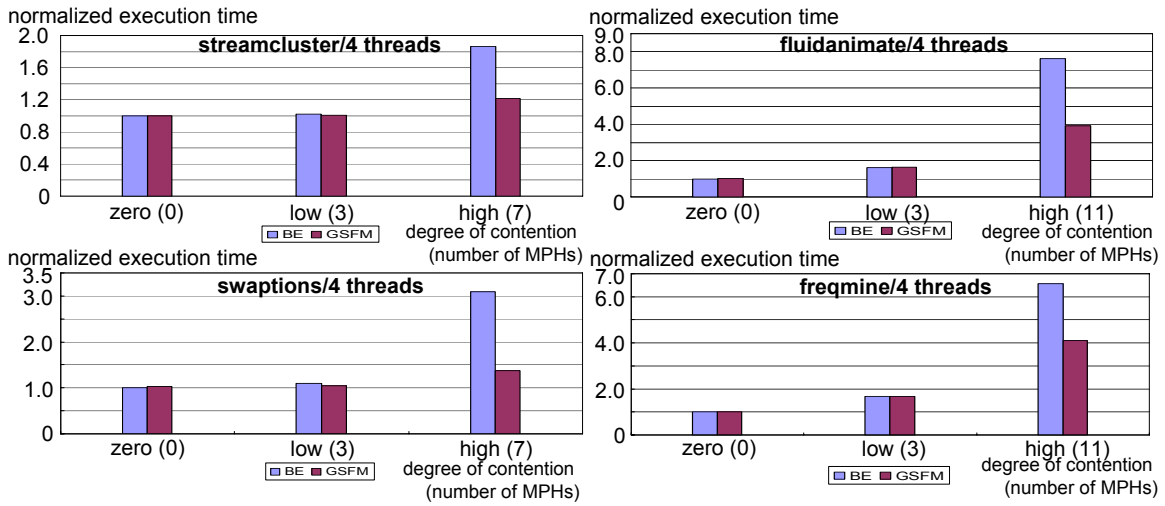 normalized execution time
streamcluster/4 threads
2.0
1.6
1.2
0.8
0.4
0
zero (0)
low (3)
high (7)
BE GSFM
degree of contention
(number of MPHs)
normalized execution time
fluidanimate/4 threads
9.0
8.0
6.0
4.0
2.0
0
zero (0)
low (3)
high (11)
BE GSFM
degree of contention
(number of MPHs)
normalized execution time
swaptions/4 threads
3.5
3.0
2.0
1.0
0
zero (0)
low (3)
high (7)
BE GSFM
degree of contention
(number of MPHs)
normalized execution time
freqmine/4 threads
7.0
6.0
4.0
2.0
0
zero (0)
low (3)
high (11)
BE GSFM
degree of contention
(number of MPHs)